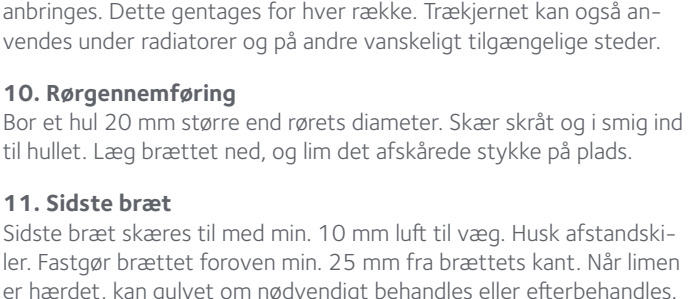 anbringes. Dette gentages for hver række. Trækjernet kan også an-
vendes under radiatorer og på andre vanskeligt tilgængelige steder.
10. Rørgennemføring
Bor et hul 20 mm større end rørets diameter. Skær skråt og i smig ind
til hullet. Læg brættet ned, og lim det afskårede stykke på plads.
11. Sidste bræt
Sidste bræt skæres til med min. 10 mm luft til væg. Husk afstandski-
ler. Fastgør brættet foroven min. 25 mm fra brættets kant. Når limen
er hærdet, kan gulvet om nødvendigt behandles eller efterbehandles.